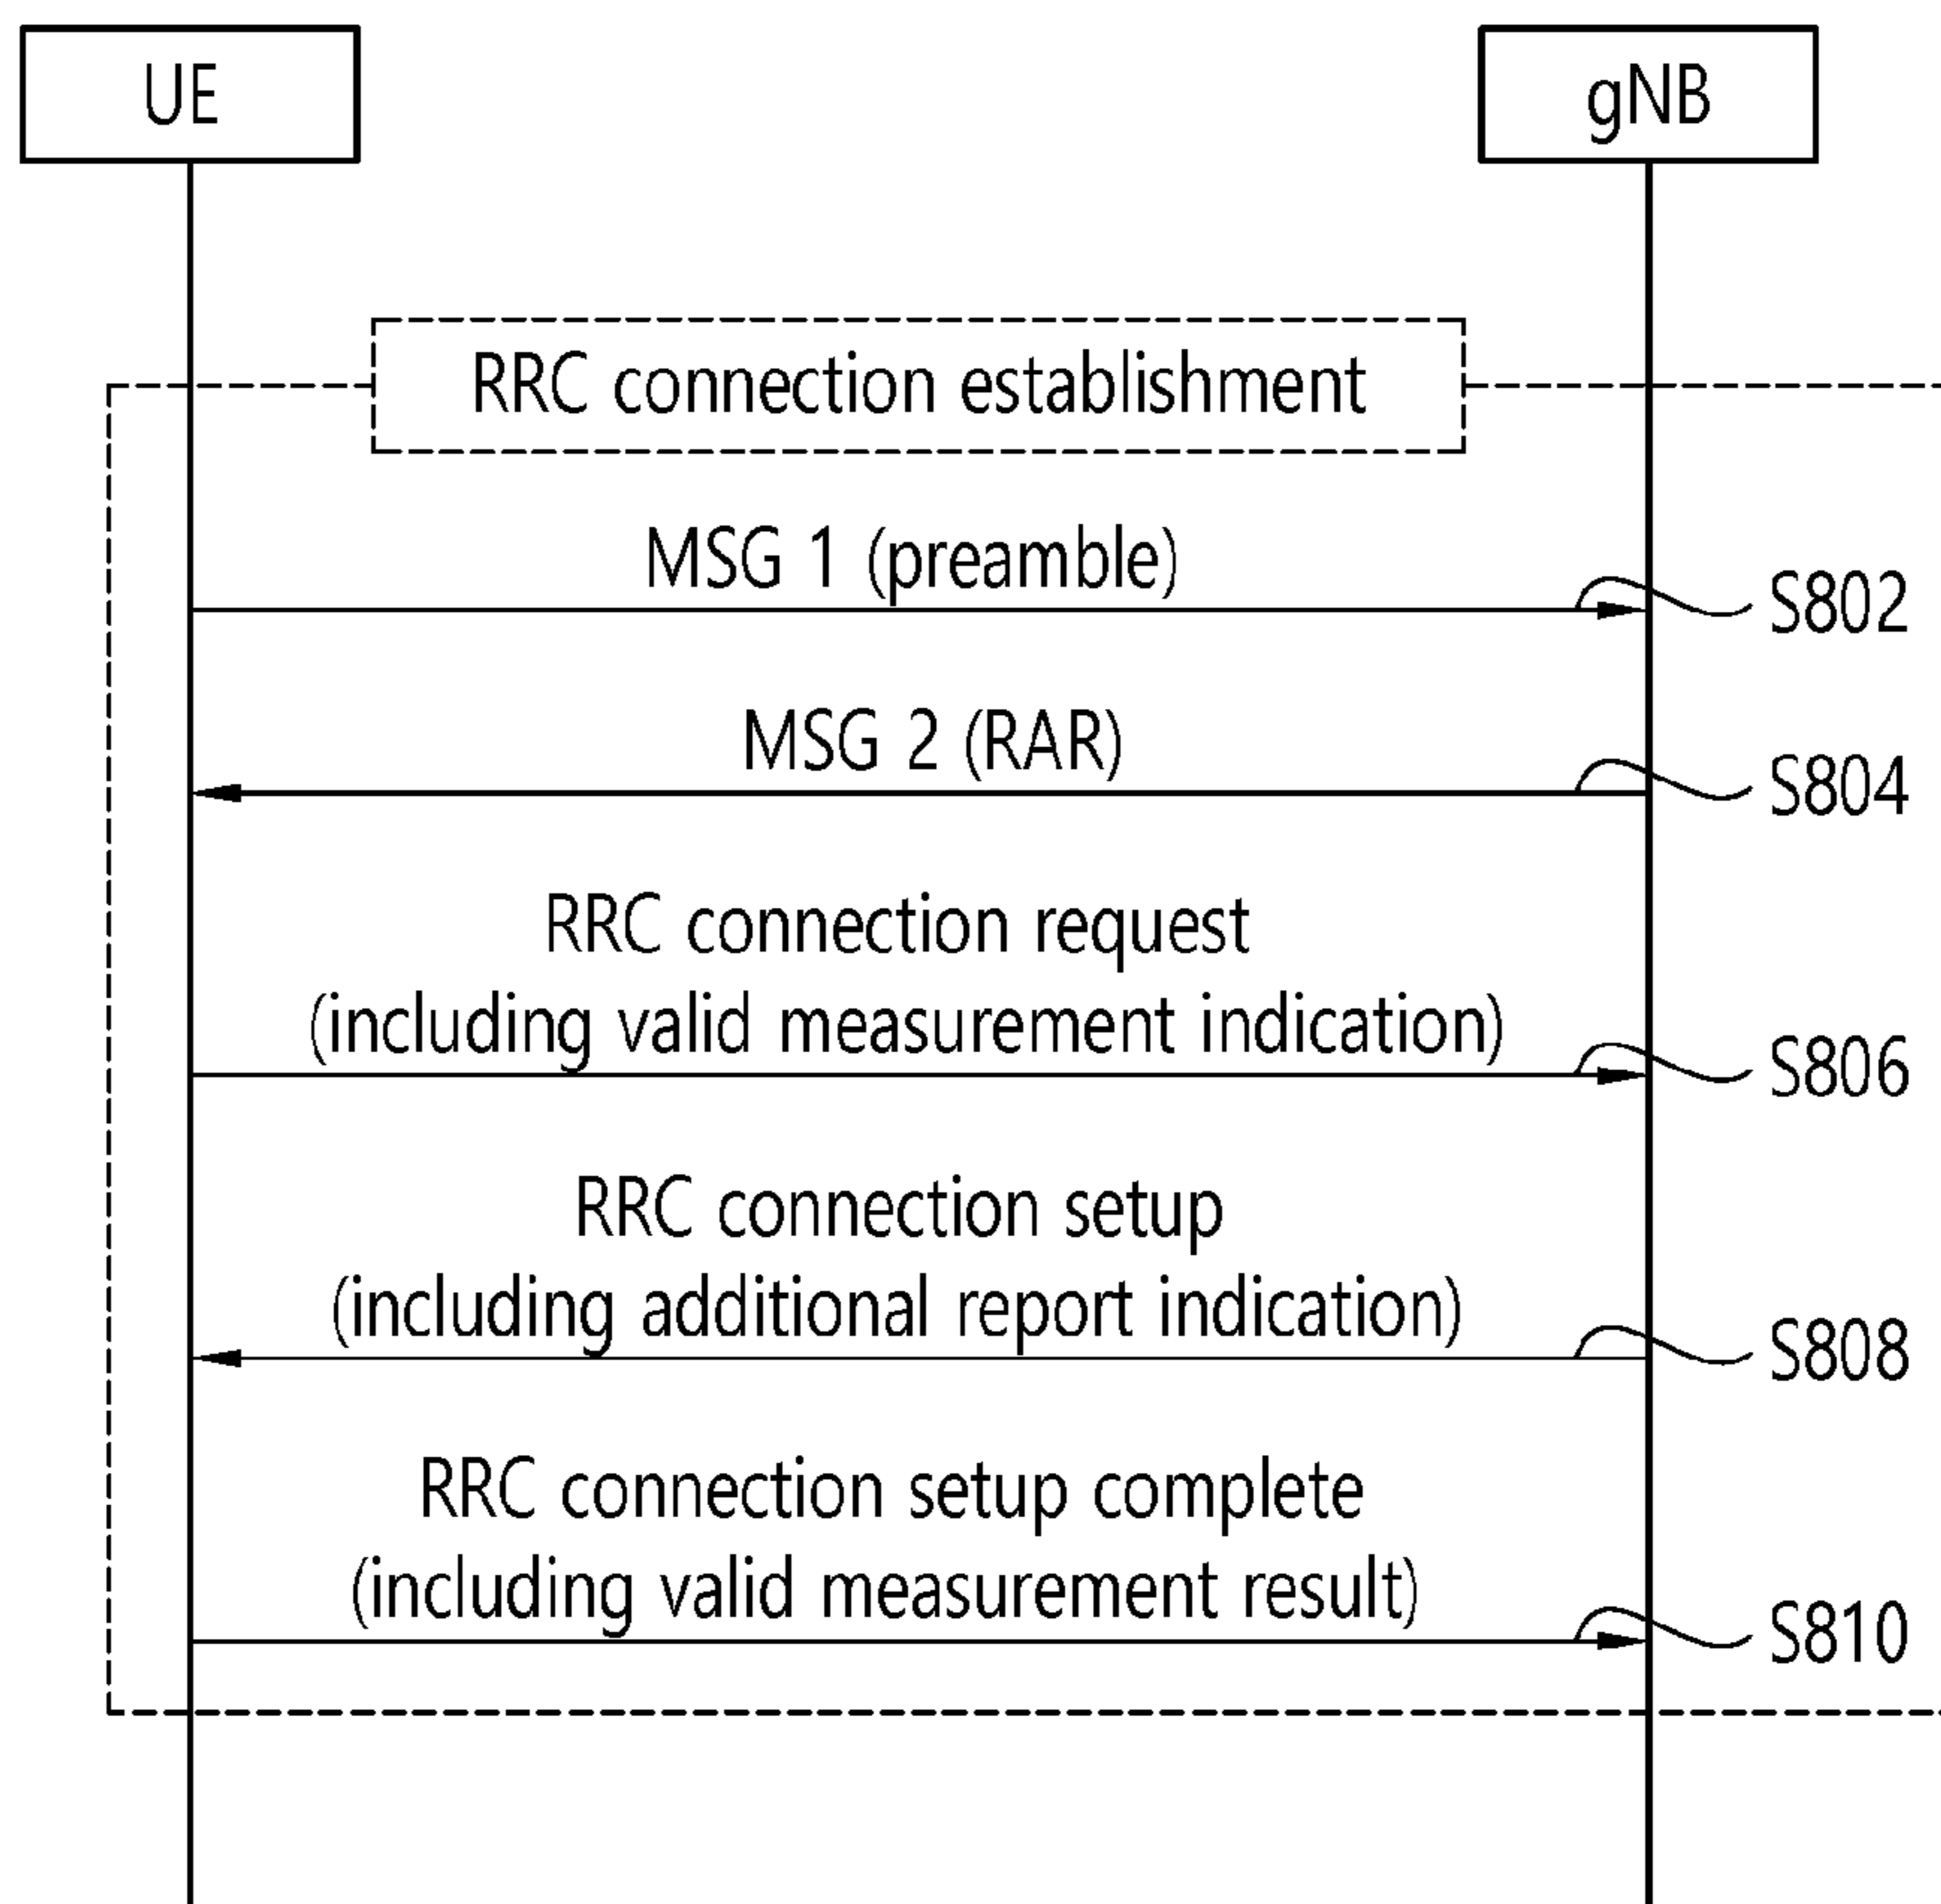 UE
gNB
RRC connection establishment
MSG 1 (preamble)
S802
MSG 2 (RAR)
S804
RRC connection request
(including valid measurement indication)
S806
RRC connection setup
(including additional report indication)
S808
RRC connection setup complete
(including valid measurement result)
S810